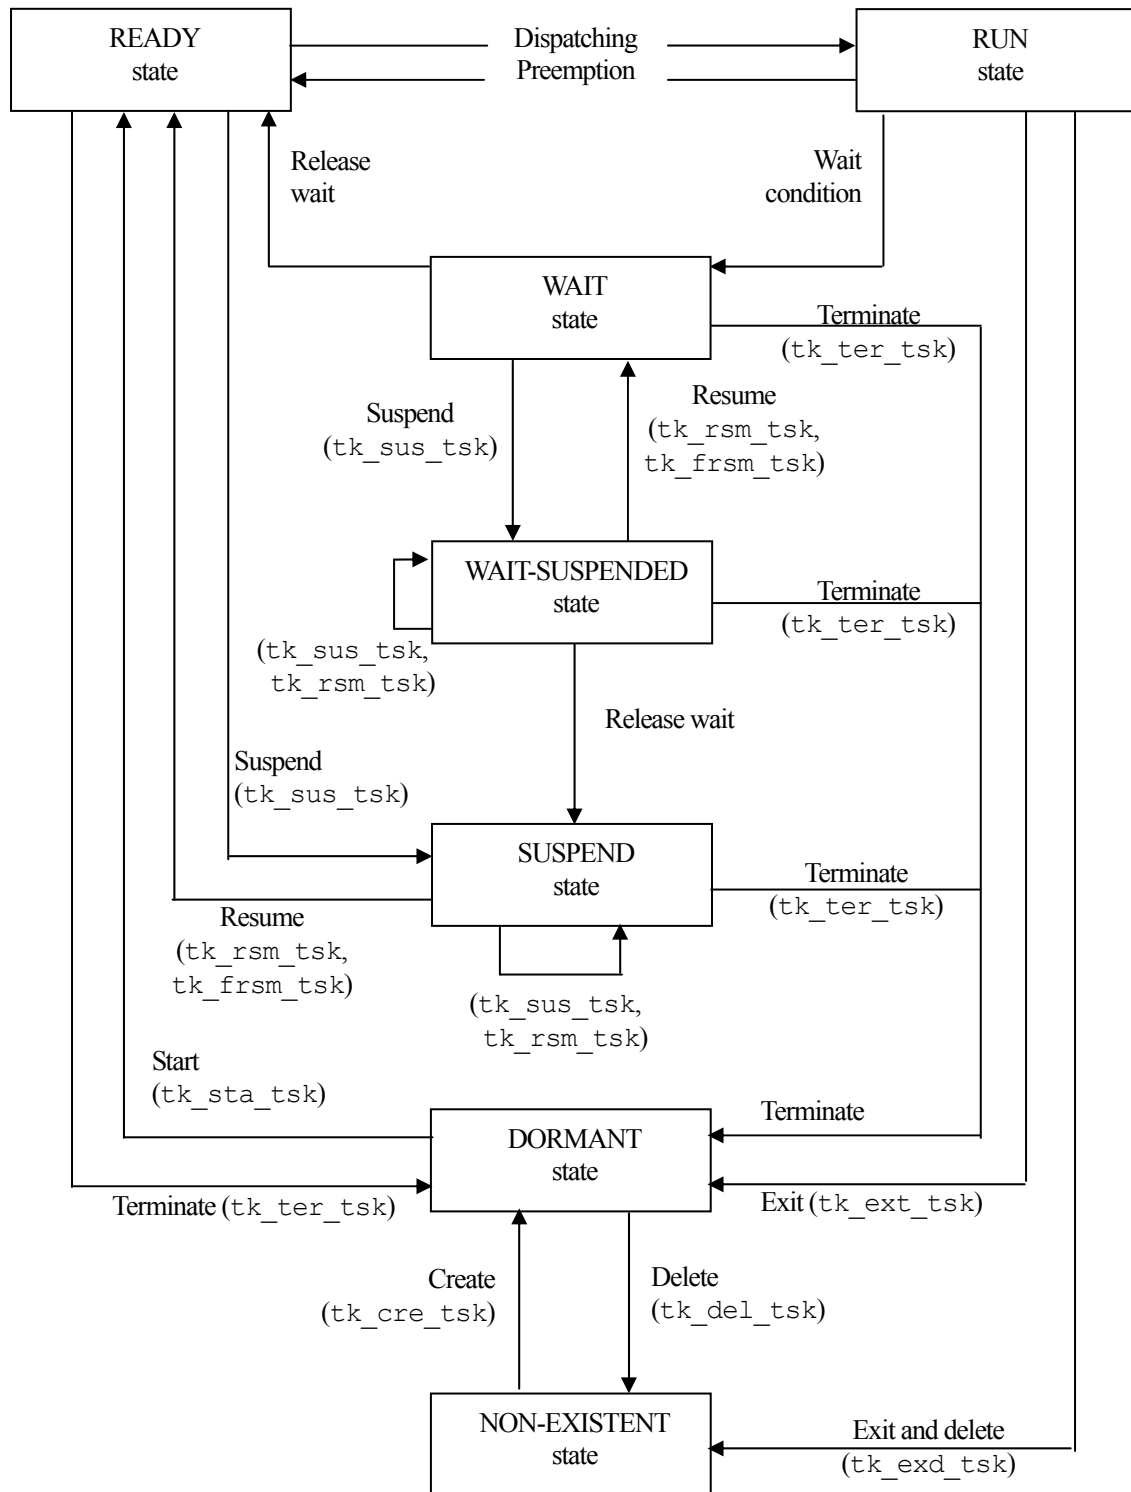 READY
state
Dispatching
Preemption
RUN
state
Release
wait
Wait
condition
WAIT
state
Terminate
(tk_ter_tsk)
Suspend
(tk_sus_tsk)
Resume
(tk_rsm_tsk,
tk_frsm_tsk)
WAIT-SUSPENDED
state
Terminate
(tk_ter_tsk)
(tk_sus_tsk,
tk_rsm_tsk)
Release wait
Suspend
(tk_sus_tsk)
SUSPEND
state
Terminate
(tk_ter_tsk)
Resume
(tk_rsm_tsk,
tk_frsm_tsk)
(tk_sus_tsk,
tk_rsm_tsk)
Start
(tk_sta_tsk)
DORMANT
state
Terminate
Terminate (tk_ter_tsk)
Exit (tk_ext_tsk)
Create
(tk_cre_tsk)
Delete
(tk_del_tsk)
NON-EXISTENT
state
Exit and delete
(tk_exd_tsk)